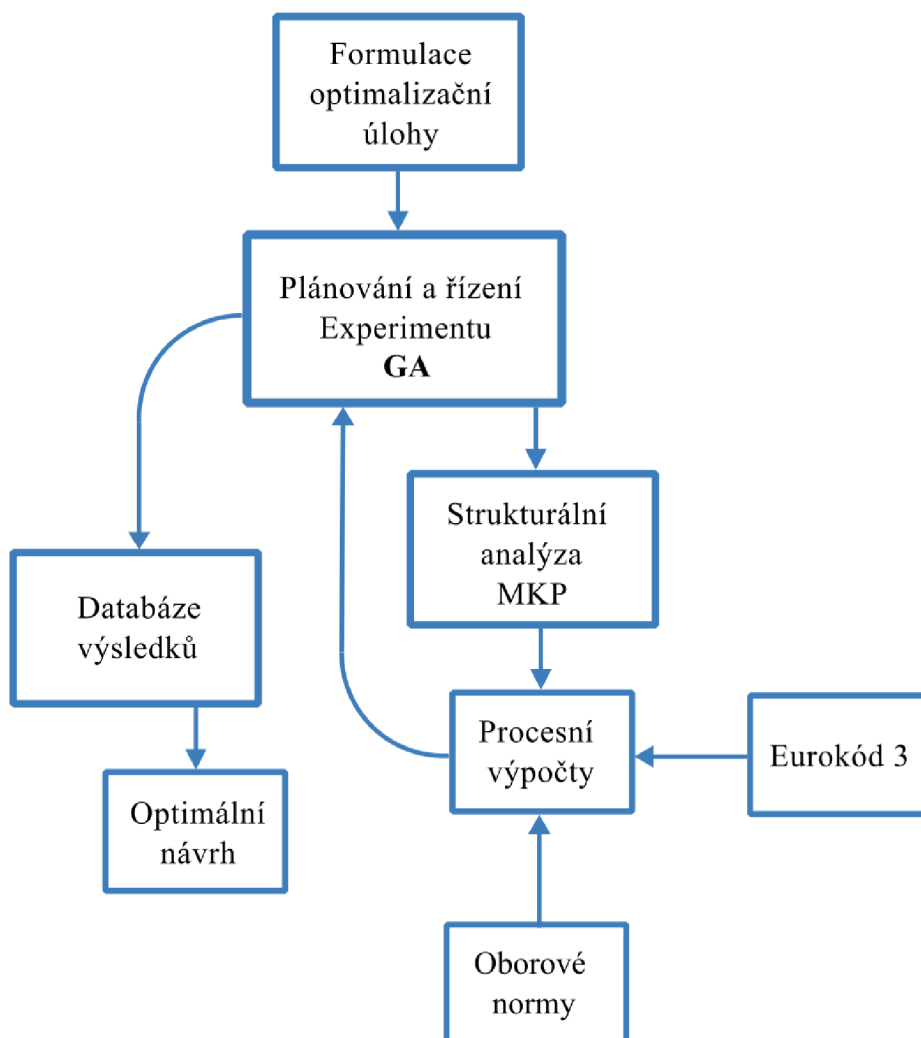 Formulace
optimalizační
úlohy
Plánování a řízení
Experimentu
GA
Strukturální
analýza
MKP
Databáze
výsledků
Procesní
výpočty
Eurokód 3
Optimální
návrh
Oborové
normy